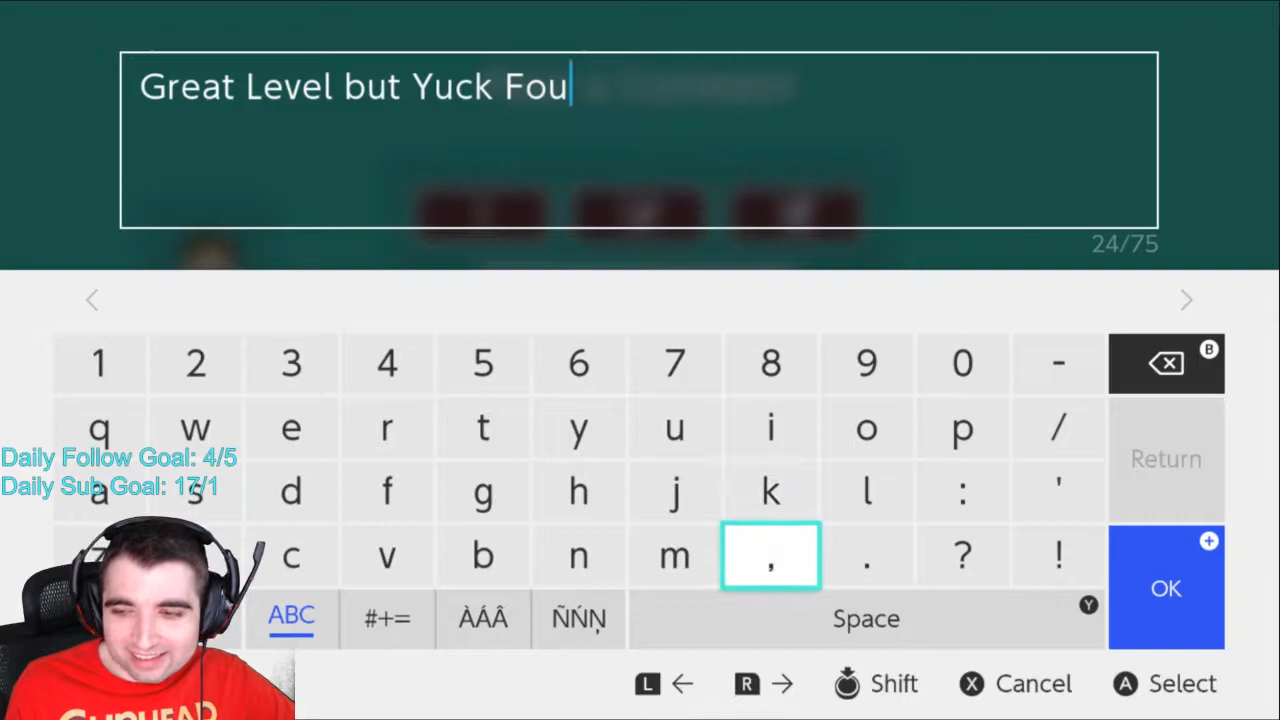 Great Level but Yuck Fou
24/75
1 2 3 4 5 6 7 8 9 0 - B
q w e r t y u i o p /
Return
Daily Follow Goal: 4/5
a s d f g h j k l : '
Daily Sub Goal: 17/1
c v b n m , . ? ! +
OK
ABC #+= ÀÁÂ ÑŃŅ Space Y
L ← R → Shift X Cancel A Select
CUPHEAD